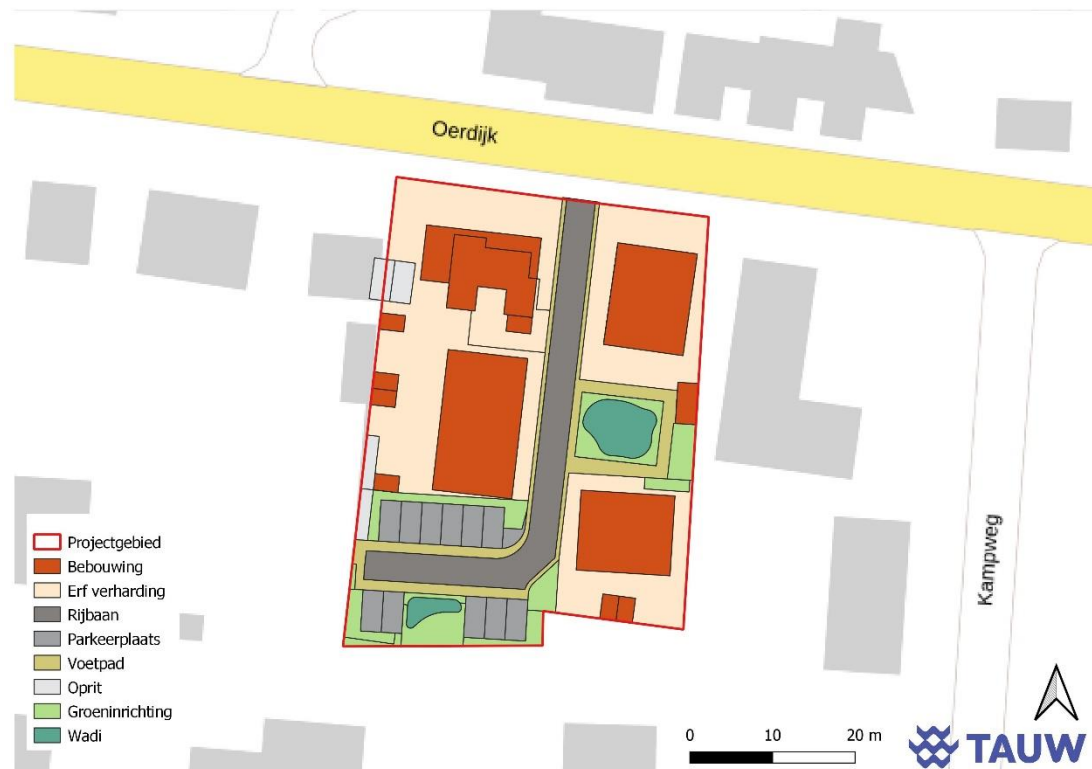 Oerdijk
Kampweg
Projectgebied
Bebouwing
Erf verharding
Rijbaan
Parkeerplaats
Voetpad
Oprit
Groeninrichting
Wadi
0 10 20 m
TAUW